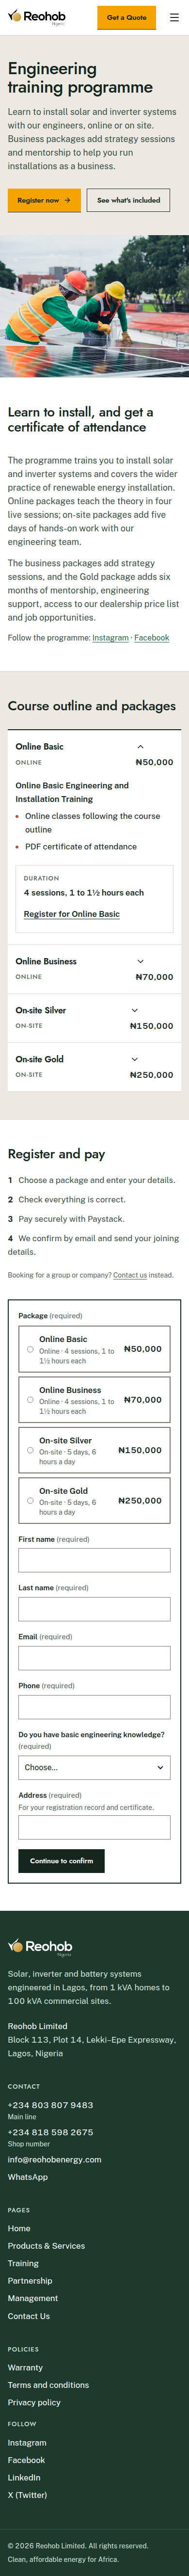 Reohob
Nigeria
Get a Quote
Engineering
training programme
Learn to install solar and inverter systems
with our engineers, online or on site.
Business packages add strategy sessions
and mentorship to help you run
installations as a business.
Register now →
See what's included
Learn to install, and get a
certificate of attendance
The programme trains you to install solar
and inverter systems and covers the wider
practice of renewable energy installation.
Online packages teach the theory in four
live sessions; on-site packages add five
days of hands-on work with our
engineering team.
The business packages add strategy
sessions, and the Gold package adds six
months of mentorship, engineering
support, access to our dealership price list
and job opportunities.
Follow the programme: Instagram · Facebook
Course outline and packages
Online Basic
ONLINE
₦50,000
Online Basic Engineering and
Installation Training
• Online classes following the course
outline
• PDF certificate of attendance
DURATION
4 sessions, 1 to 1½ hours each
Register for Online Basic
Online Business
ONLINE
₦70,000
On-site Silver
ON-SITE
₦150,000
On-site Gold
ON-SITE
₦250,000
Register and pay
1 Choose a package and enter your details.
2 Check everything is correct.
3 Pay securely with Paystack.
4 We confirm by email and send your joining
details.
Booking for a group or company? Contact us instead.
Package (required)
Online Basic
Online · 4 sessions, 1 to
1½ hours each
₦50,000
Online Business
Online · 4 sessions, 1 to
1½ hours each
₦70,000
On-site Silver
On-site · 5 days, 6
hours a day
₦150,000
On-site Gold
On-site · 5 days, 6
hours a day
₦250,000
First name (required)
Last name (required)
Email (required)
Phone (required)
Do you have basic engineering knowledge?
(required)
Choose...
Address (required)
For your registration record and certificate.
Continue to confirm
Reohob
Nigeria
Solar, inverter and battery systems
engineered in Lagos, from 1 kVA homes to
100 kVA commercial sites.
Reohob Limited
Block 113, Plot 14, Lekki–Epe Expressway,
Lagos, Nigeria
CONTACT
+234 803 807 9483
Main line
+234 818 598 2675
Shop number
info@reohobenergy.com
WhatsApp
PAGES
Home
Products & Services
Training
Partnership
Management
Contact Us
POLICIES
Warranty
Terms and conditions
Privacy policy
FOLLOW
Instagram
Facebook
LinkedIn
X (Twitter)
© 2026 Reohob Limited. All rights reserved.
Clean, affordable energy for Africa.